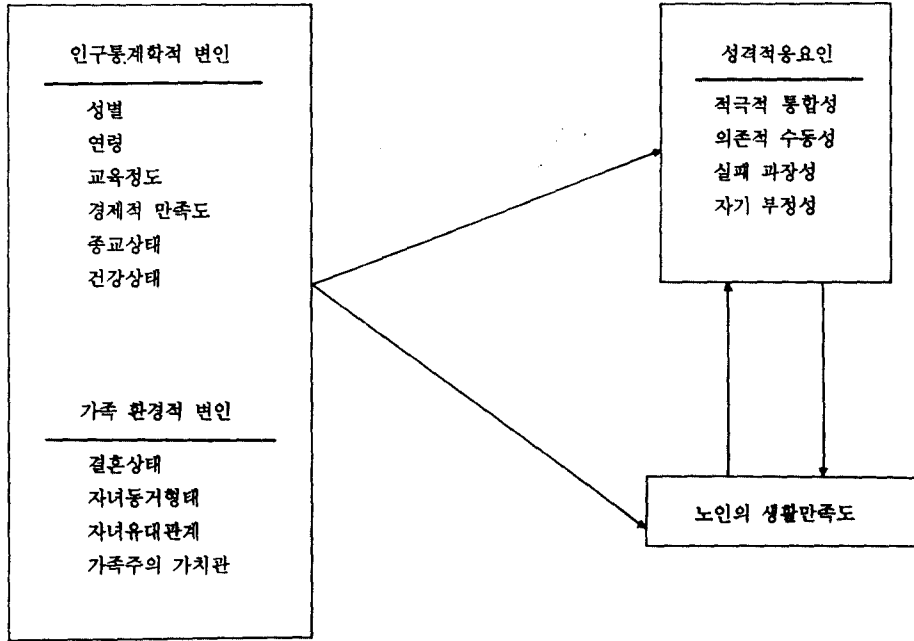 인구통계학적 변인
성별
연령
교육정도
경제적 만족도
종교상태
건강상태
가족 환경적 변인
결혼상태
자녀동거형태
자녀유대관계
가족주의 가치관
성격적응요인
적극적 통합성
의존적 수동성
실패 과장성
자기 부정성
노인의 생활만족도